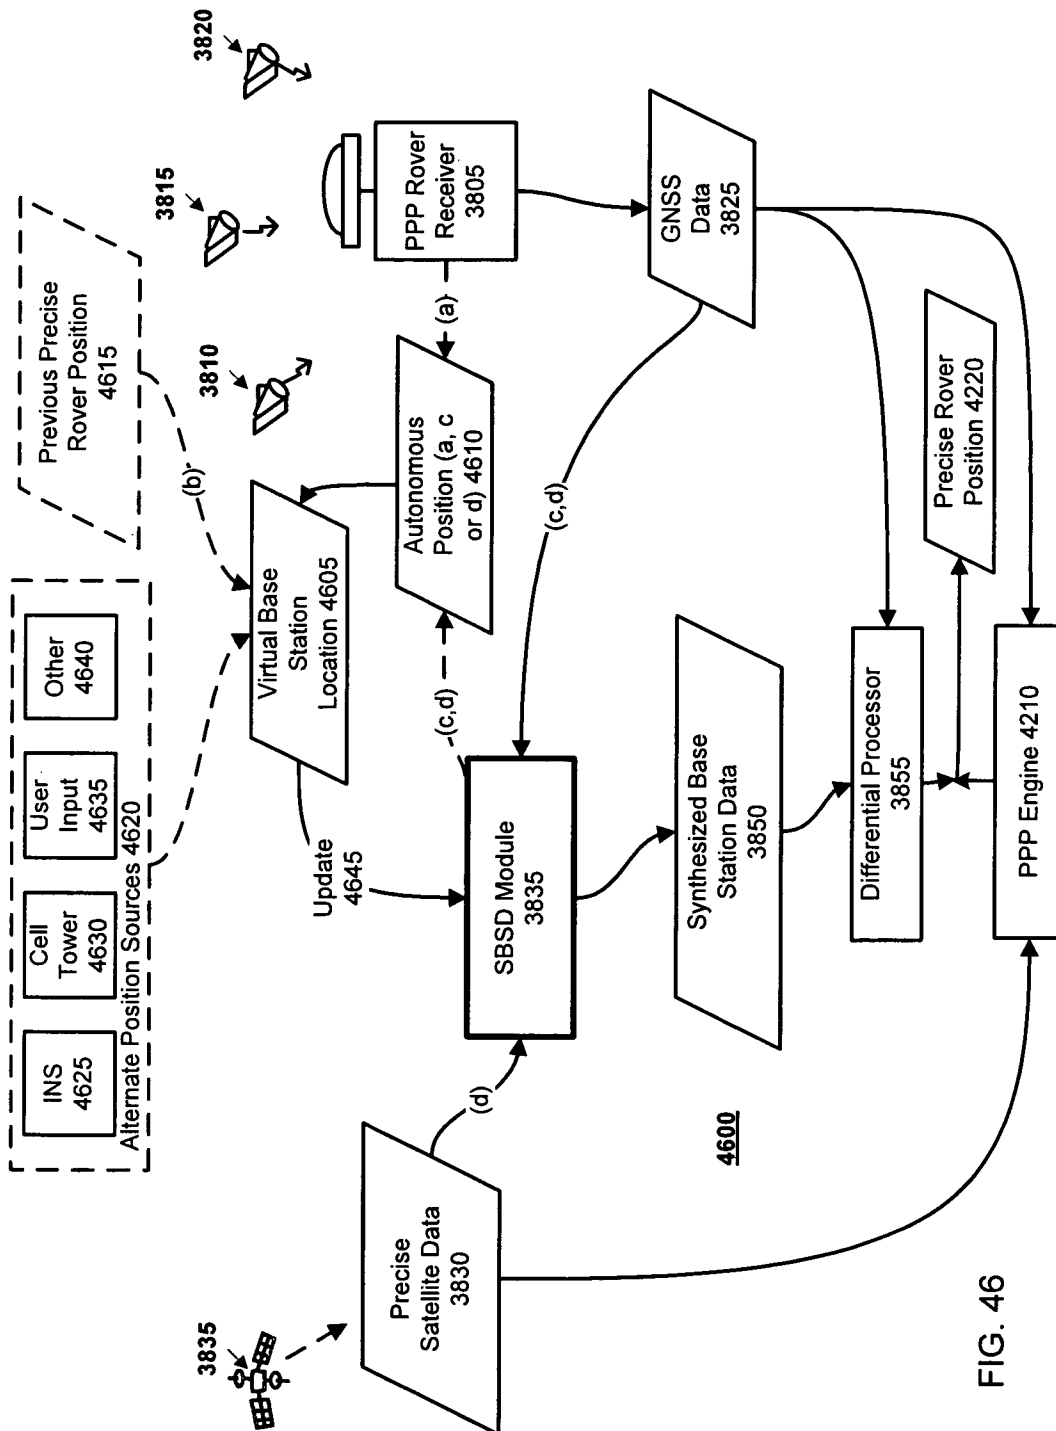 3835
3810
3815
3820
INS
4625
Cell
Tower
4630
User
Input
4635
Other
4640
Alternate Position Sources 4620
Previous Precise
Rover Position
4615
(b)
Virtual Base
Station
Location 4605
Autonomous
Position (a, c
or d) 4610
(a)
PPP Rover
Receiver
3805
Update
4645
(c,d)
(c,d)
GNSS
Data
3825
Precise
Satellite Data
3830
(d)
SBSD Module
3835
Synthesized Base
Station Data
3850
Differential Processor
3855
Precise Rover
Position 4220
PPP Engine 4210
4600
FIG. 46